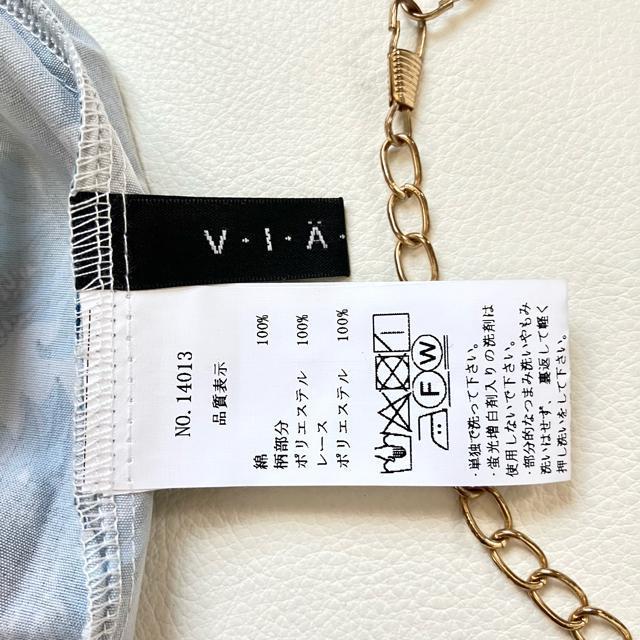 V·I·Ä·
NO. 14013
品質表示
綿 100%
柄部分
ポリエステル 100%
レース
ポリエステル 100%
F W
・単独で洗って下さい。
・蛍光増白剤入りの洗剤は
使用しないで下さい。
・部分的なつまみ洗いやもみ
洗いはせず、裏返して軽く
押し洗いをして下さい。